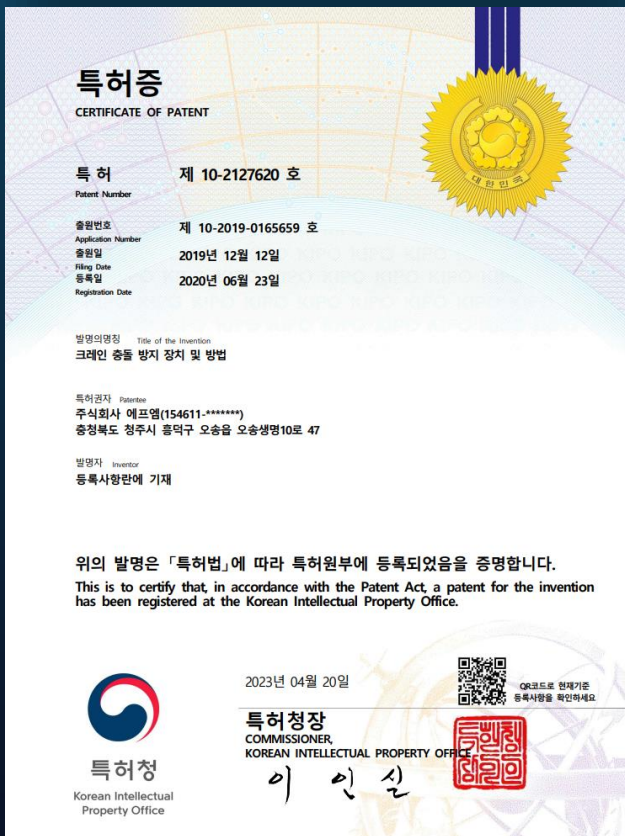 특허증
CERTIFICATE OF PATENT
대한민국
특 허 제 10-2127620 호
Patent Number
출원번호 제 10-2019-0165659 호
Application Number
출원일 2019년 12월 12일
Filing Date
등록일 2020년 06월 23일
Registration Date
발명의명칭 Title of the Invention
크레인 충돌 방지 장치 및 방법
특허권자 Patentee
주식회사 에프엠(154611-*******)
충청북도 청주시 흥덕구 오송읍 오송생명10로 47
발명자 Inventor
등록사항란에 기재
위의 발명은 「특허법」에 따라 특허원부에 등록되었음을 증명합니다.
This is to certify that, in accordance with the Patent Act, a patent for the invention
has been registered at the Korean Intellectual Property Office.
2023년 04월 20일
QR코드로 현재기준
등록사항을 확인하세요
특허청장
COMMISSIONER,
KOREAN INTELLECTUAL PROPERTY OFFICE
이 인 실
특허청
Korean Intellectual
Property Office